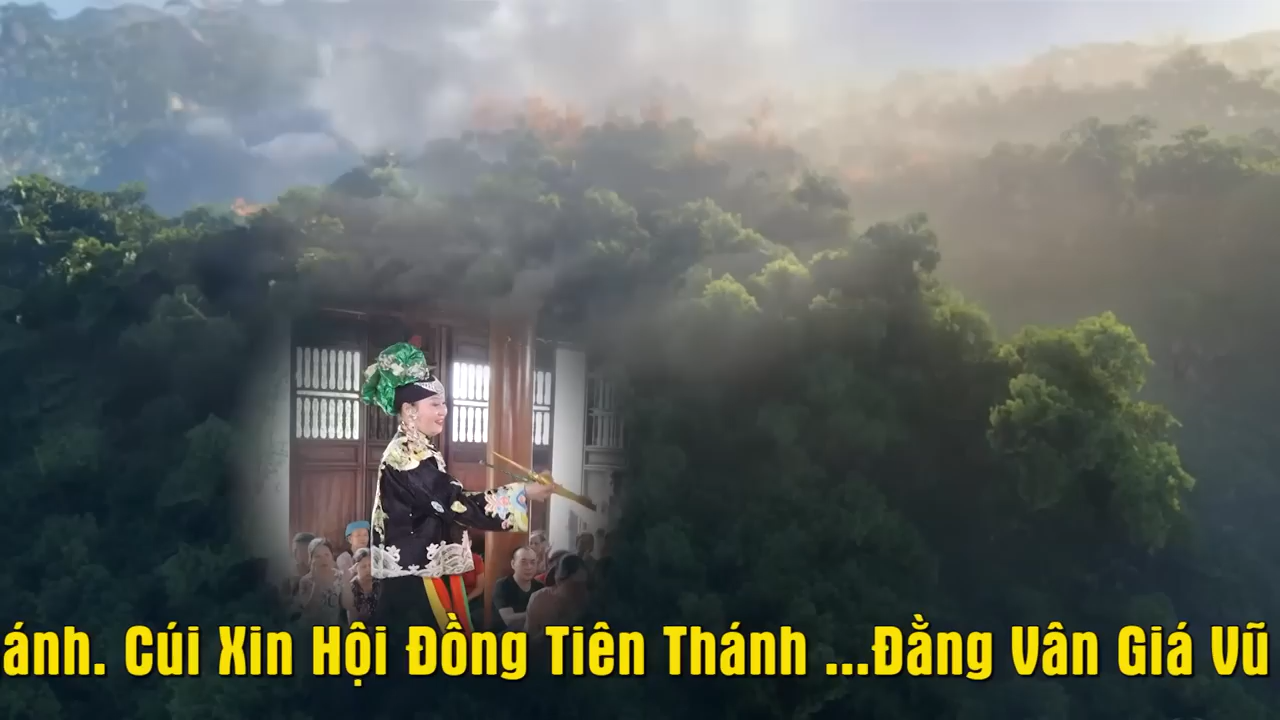 ánh. Cúi Xin Hội Đồng Tiên Thánh ...Đằng Vân Giá Vũ